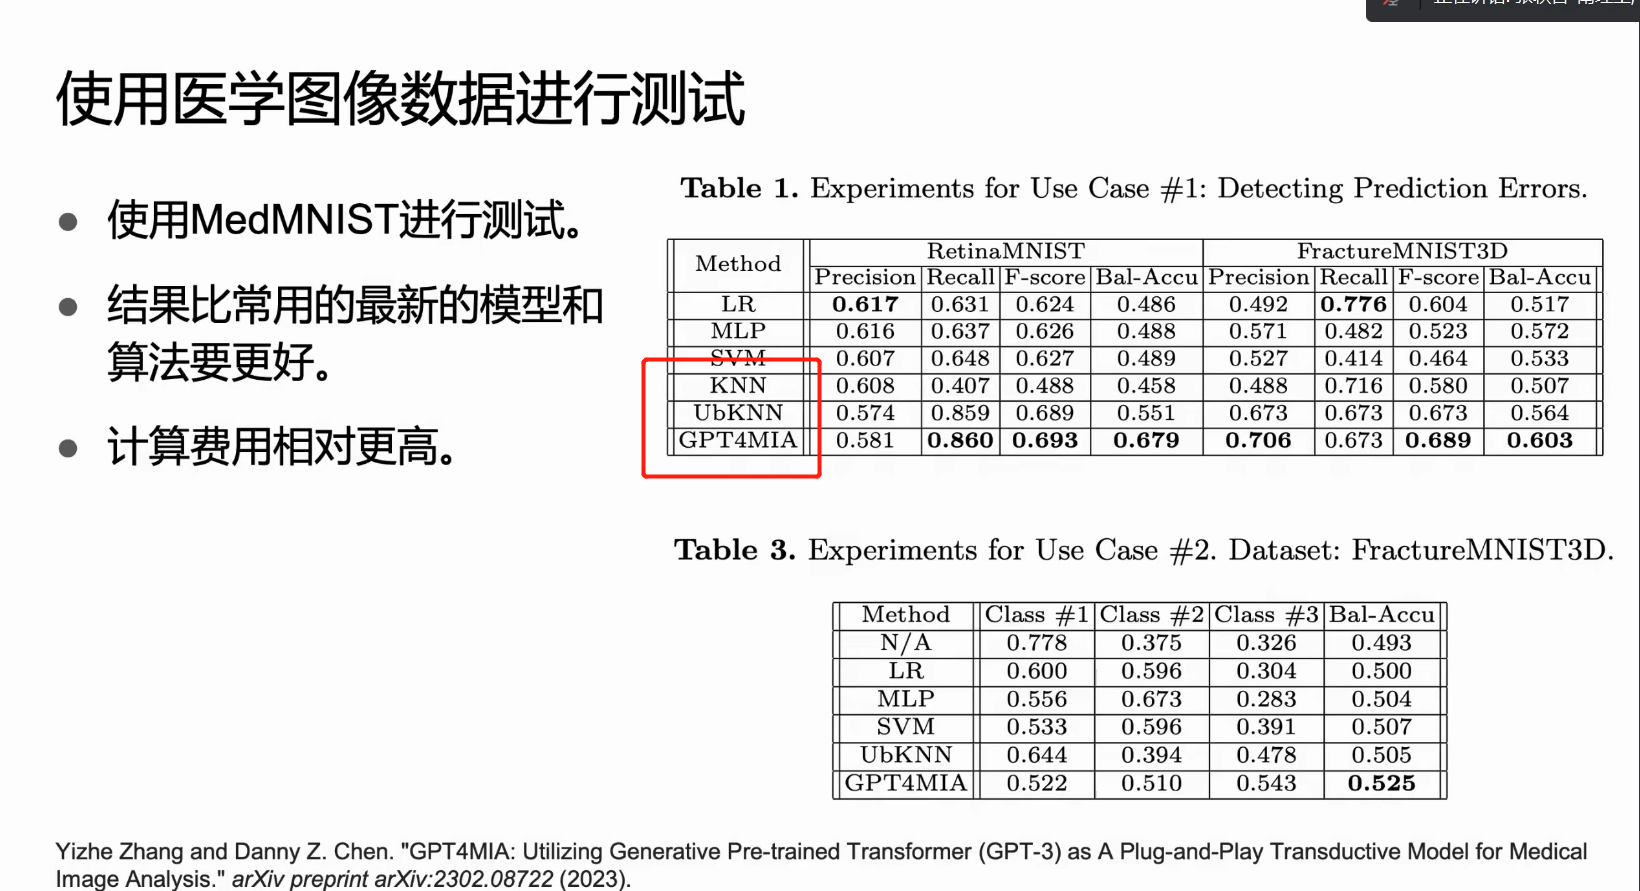 使用医学图像数据进行测试
使用MedMNIST进行测试。
结果比常用的最新的模型和
算法要更好。
计算费用相对更高。
Table 1. Experiments for Use Case #1: Detecting Prediction Errors.
Method RetinaMNIST FractureMNIST3D
Precision Recall F-score Bal-Accu Precision Recall F-score Bal-Accu
LR 0.617 0.631 0.624 0.486 0.492 0.776 0.604 0.517
MLP 0.616 0.637 0.626 0.488 0.571 0.482 0.523 0.572
SVM 0.607 0.648 0.627 0.489 0.527 0.414 0.464 0.533
KNN 0.608 0.407 0.488 0.458 0.488 0.716 0.580 0.507
UbKNN 0.574 0.859 0.689 0.551 0.673 0.673 0.673 0.564
GPT4MIA 0.581 0.860 0.693 0.679 0.706 0.673 0.689 0.603
Table 3. Experiments for Use Case #2. Dataset: FractureMNIST3D.
Method Class #1 Class #2 Class #3 Bal-Accu
N/A 0.778 0.375 0.326 0.493
LR 0.600 0.596 0.304 0.500
MLP 0.556 0.673 0.283 0.504
SVM 0.533 0.596 0.391 0.507
UbKNN 0.644 0.394 0.478 0.505
GPT4MIA 0.522 0.510 0.543 0.525
Yizhe Zhang and Danny Z. Chen. "GPT4MIA: Utilizing Generative Pre-trained Transformer (GPT-3) as A Plug-and-Play Transductive Model for Medical
Image Analysis." arXiv preprint arXiv:2302.08722 (2023).